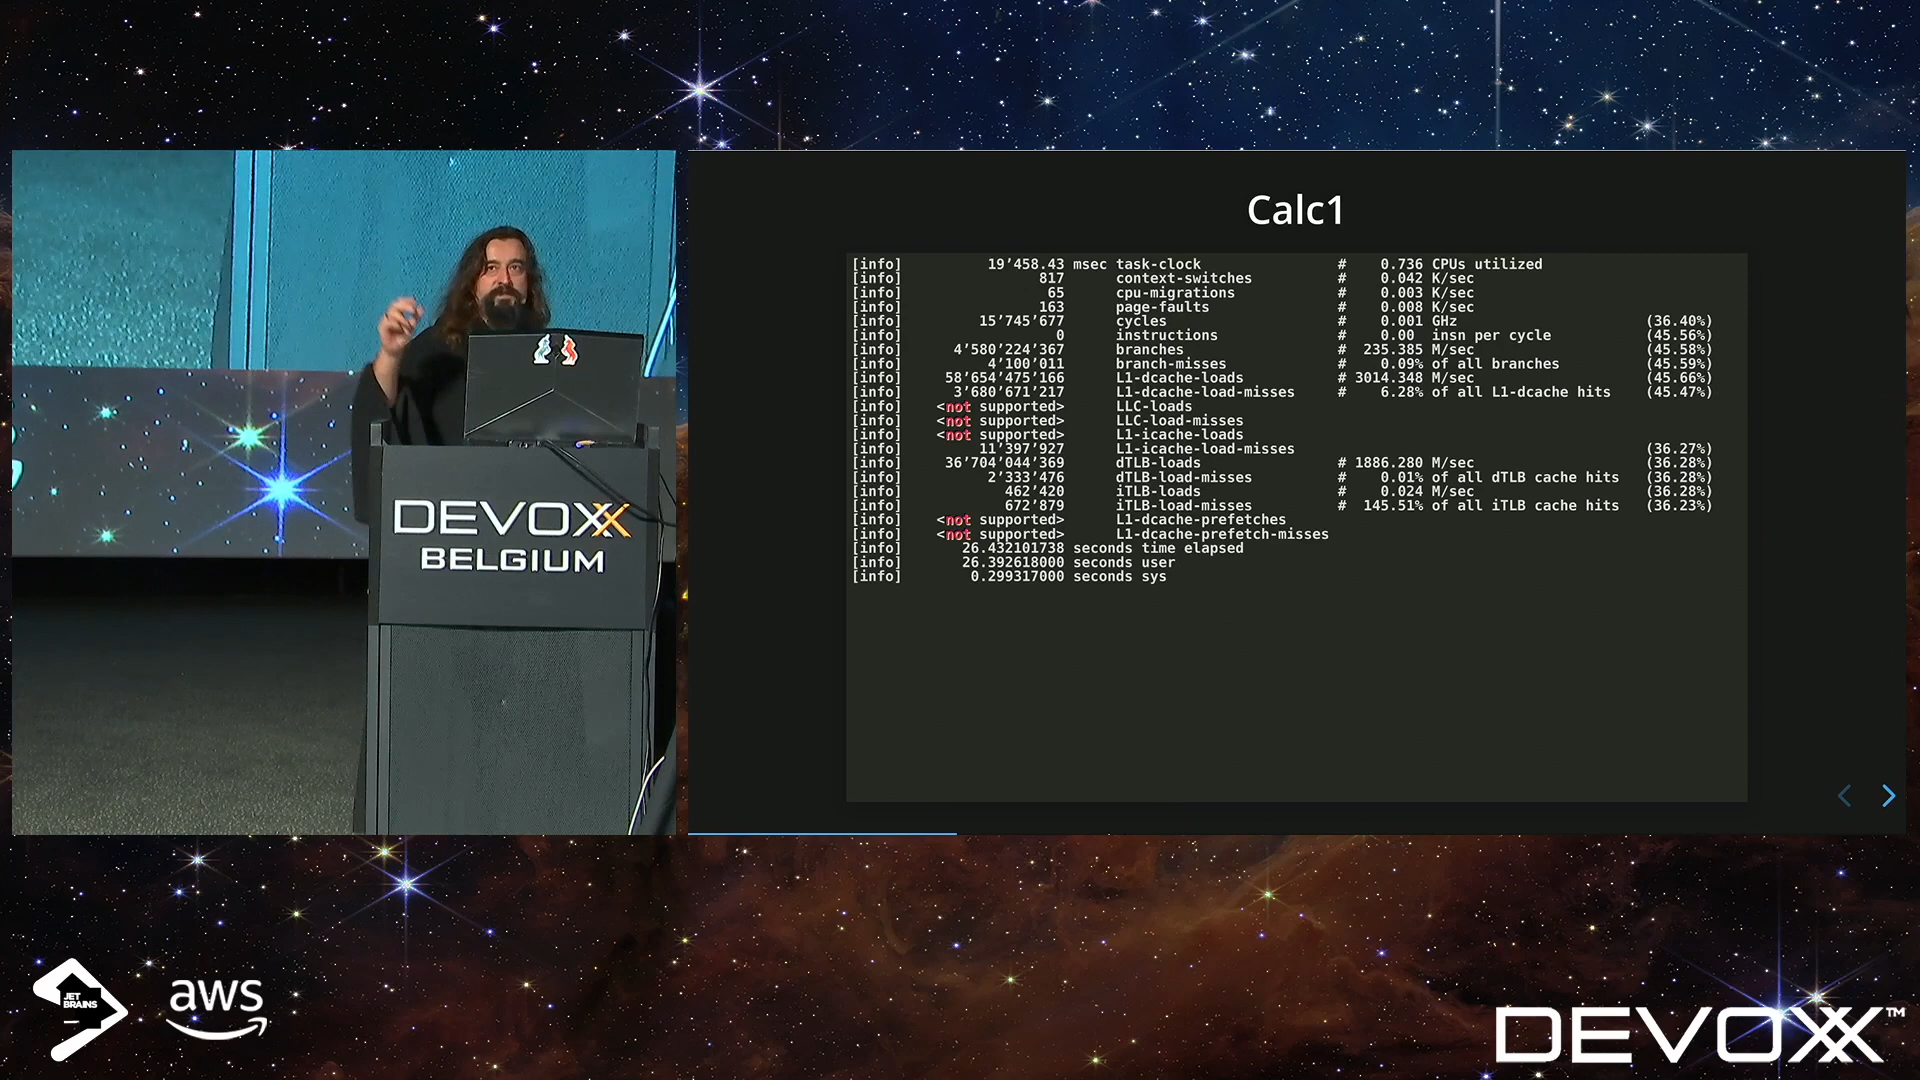 Calc1
[info] 19’458.43 msec task-clock # 0.736 CPUs utilized
[info] 817 context-switches # 0.042 K/sec
[info] 65 cpu-migrations # 0.003 K/sec
[info] 163 page-faults # 0.008 K/sec
[info] 15’745’677 cycles # 0.001 GHz (36.40%)
[info] 0 instructions # 0.00 insn per cycle (45.56%)
[info] 4’580’224’367 branches # 235.385 M/sec (45.58%)
[info] 4’100’011 branch-misses # 0.09% of all branches (45.59%)
[info] 58’654’475’166 L1-dcache-loads # 3014.348 M/sec (45.66%)
[info] 3’680’671’217 L1-dcache-load-misses # 6.28% of all L1-dcache hits (45.47%)
[info] <not supported> LLC-loads
[info] <not supported> LLC-load-misses
[info] <not supported> L1-icache-loads
[info] 11’397’927 L1-icache-load-misses (36.27%)
[info] 36’704’044’369 dTLB-loads # 1886.280 M/sec (36.28%)
[info] 2’333’476 dTLB-load-misses # 0.01% of all dTLB cache hits (36.28%)
[info] 462’420 iTLB-loads # 0.024 M/sec (36.28%)
[info] 672’879 iTLB-load-misses # 145.51% of all iTLB cache hits (36.23%)
[info] <not supported> L1-dcache-prefetches
[info] <not supported> L1-dcache-prefetch-misses
[info] 26.432101738 seconds time elapsed
[info] 26.392618000 seconds user
[info] 0.299317000 seconds sys
DEVOXX
BELGIUM
JET
BRAINS
aws
DEVOXX™